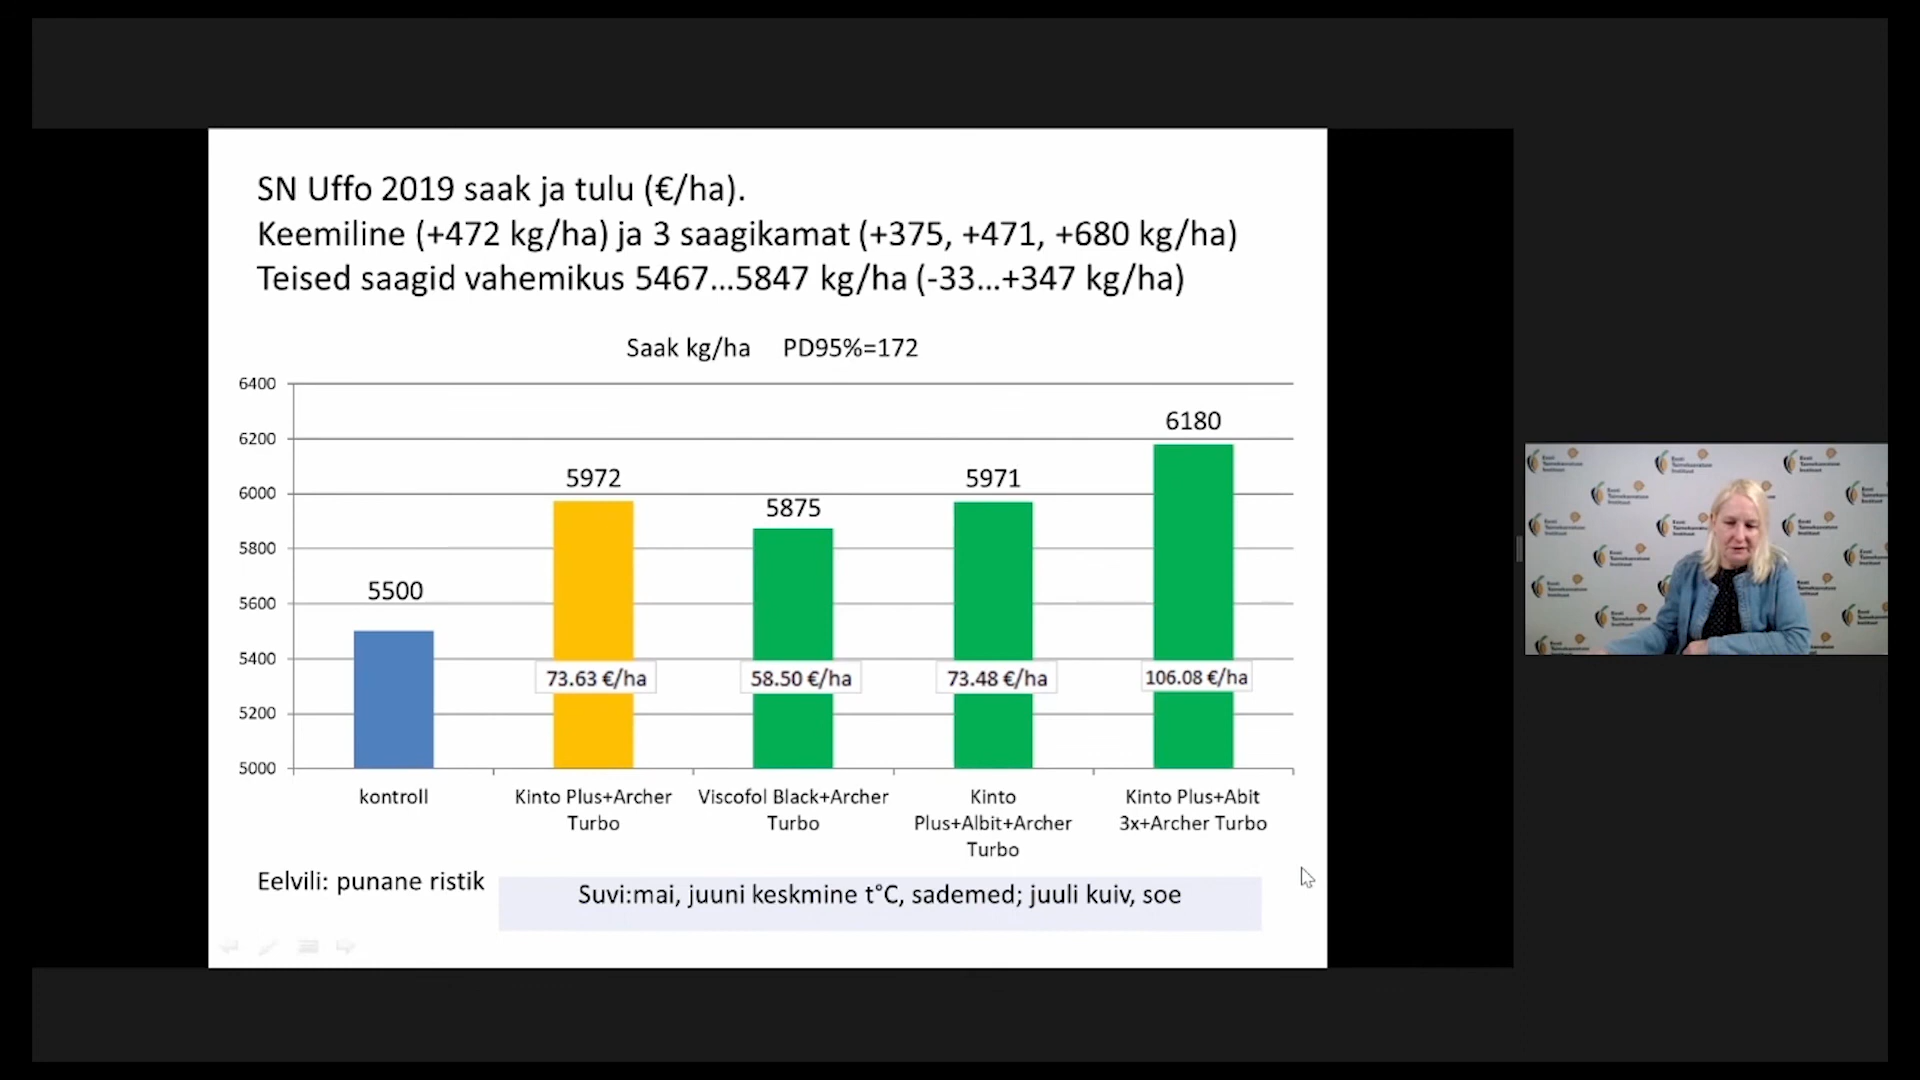 SN Uffo 2019 saak ja tulu (€/ha).
Keemiline (+472 kg/ha) ja 3 saagikamat (+375, +471, +680 kg/ha)
Teised saagid vahemikus 5467...5847 kg/ha (-33...+347 kg/ha)
Saak kg/ha PD95%=172
6400
6200
6000
5800
5600
5400
5200
5000
5500
5972
5875
5971
6180
73.63 €/ha
58.50 €/ha
73.48 €/ha
106.08 €/ha
kontroll
Kinto Plus+Archer
Turbo
Viscofol Black+Archer
Turbo
Kinto
Plus+Albit+Archer
Turbo
Kinto Plus+Abit
3x+Archer Turbo
Eelvili: punane ristik
Suvi:mai, juuni keskmine t°C, sademed; juuli kuiv, soe